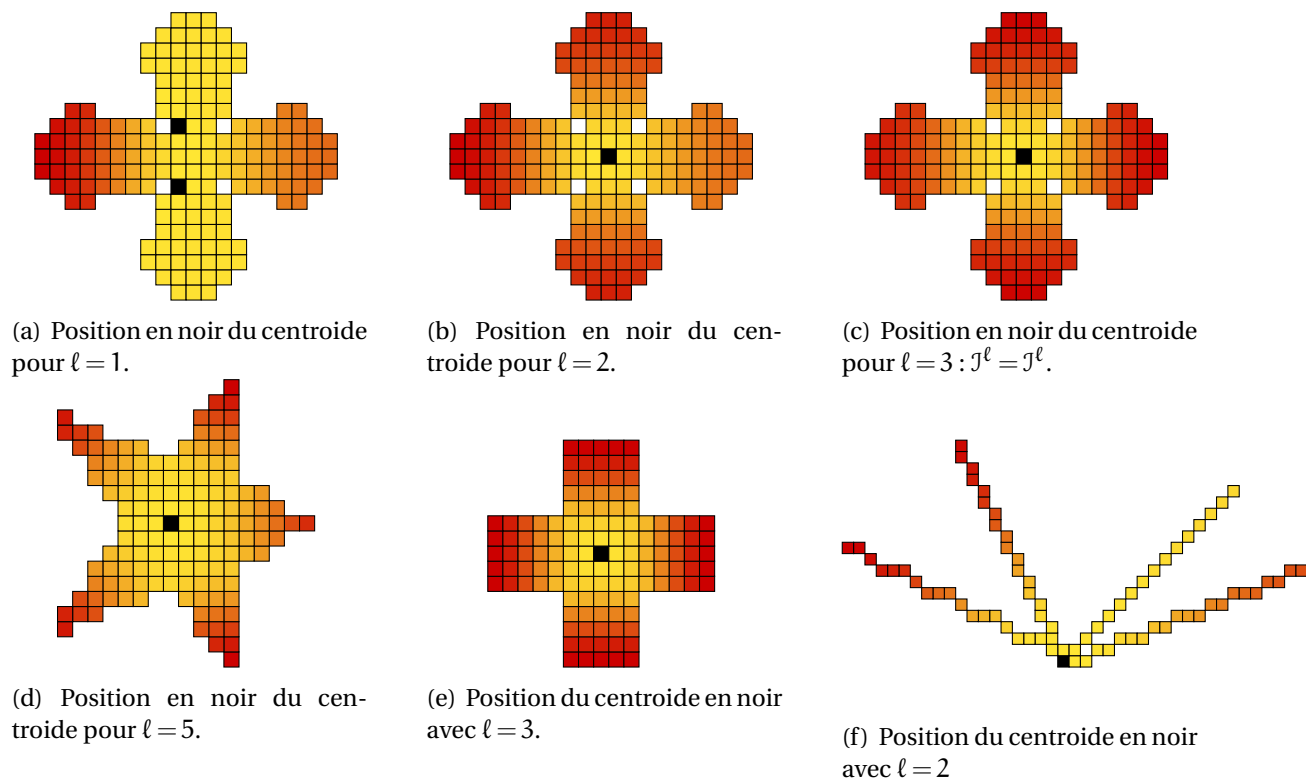 (a) Position en noir du centroide
pour ℓ = 1.
(b) Position en noir du cen-
troide pour ℓ = 2.
(c) Position en noir du centroide
pour ℓ = 3 : ℐ^ℓ = ℐ^ℓ.
(d) Position en noir du cen-
troide pour ℓ = 5.
(e) Position du centroide en noir
avec ℓ = 3.
(f) Position du centroide en noir
avec ℓ = 2